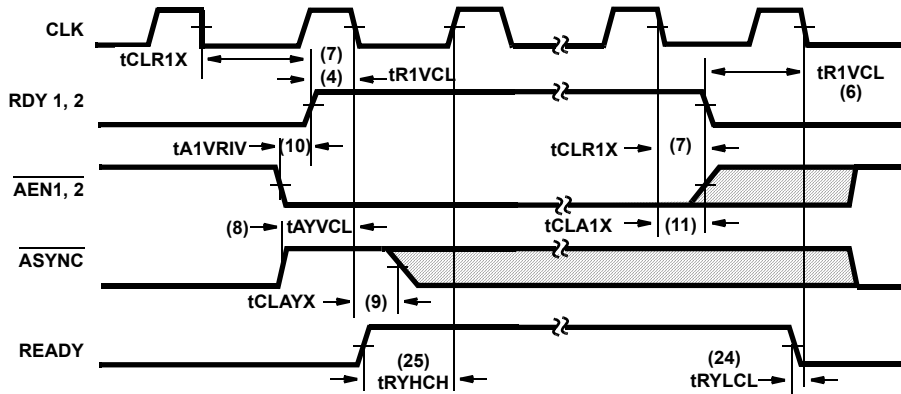 CLK
tCLR1X
(7)
(4)
tR1VCL
tR1VCL
(6)
RDY 1, 2
tA1VRIV
(10)
tCLR1X
(7)
AEN1, 2
(8)
tAYVCL
tCLA1X
(11)
ASYNC
tCLAYX
(9)
READY
(25)
tRYHCH
(24)
tRYLCL